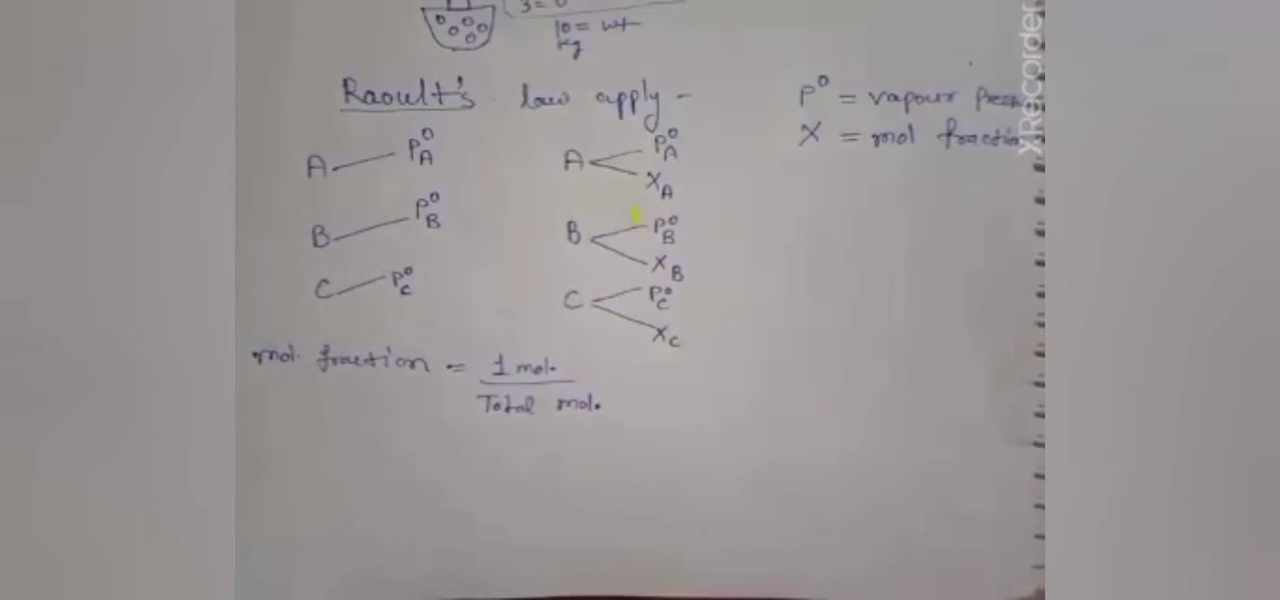 10 = wt
kg
Raoult's law apply -
P° = vapour
X = mol fraction
A P°A
A P°A
XA
B P°B
B P°B
XB
C P°C
C P°C
XC
mol. fraction = 1 mol.
Total mol.
XRecorder